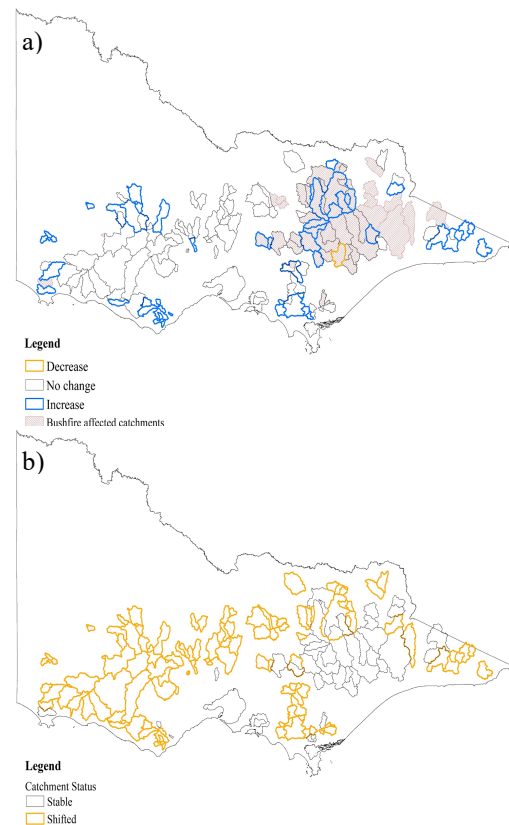 a)
Legend
Decrease
No change
Increase
Bushfire affected catchments
b)
Legend
Catchment Status
Stable
Shifted